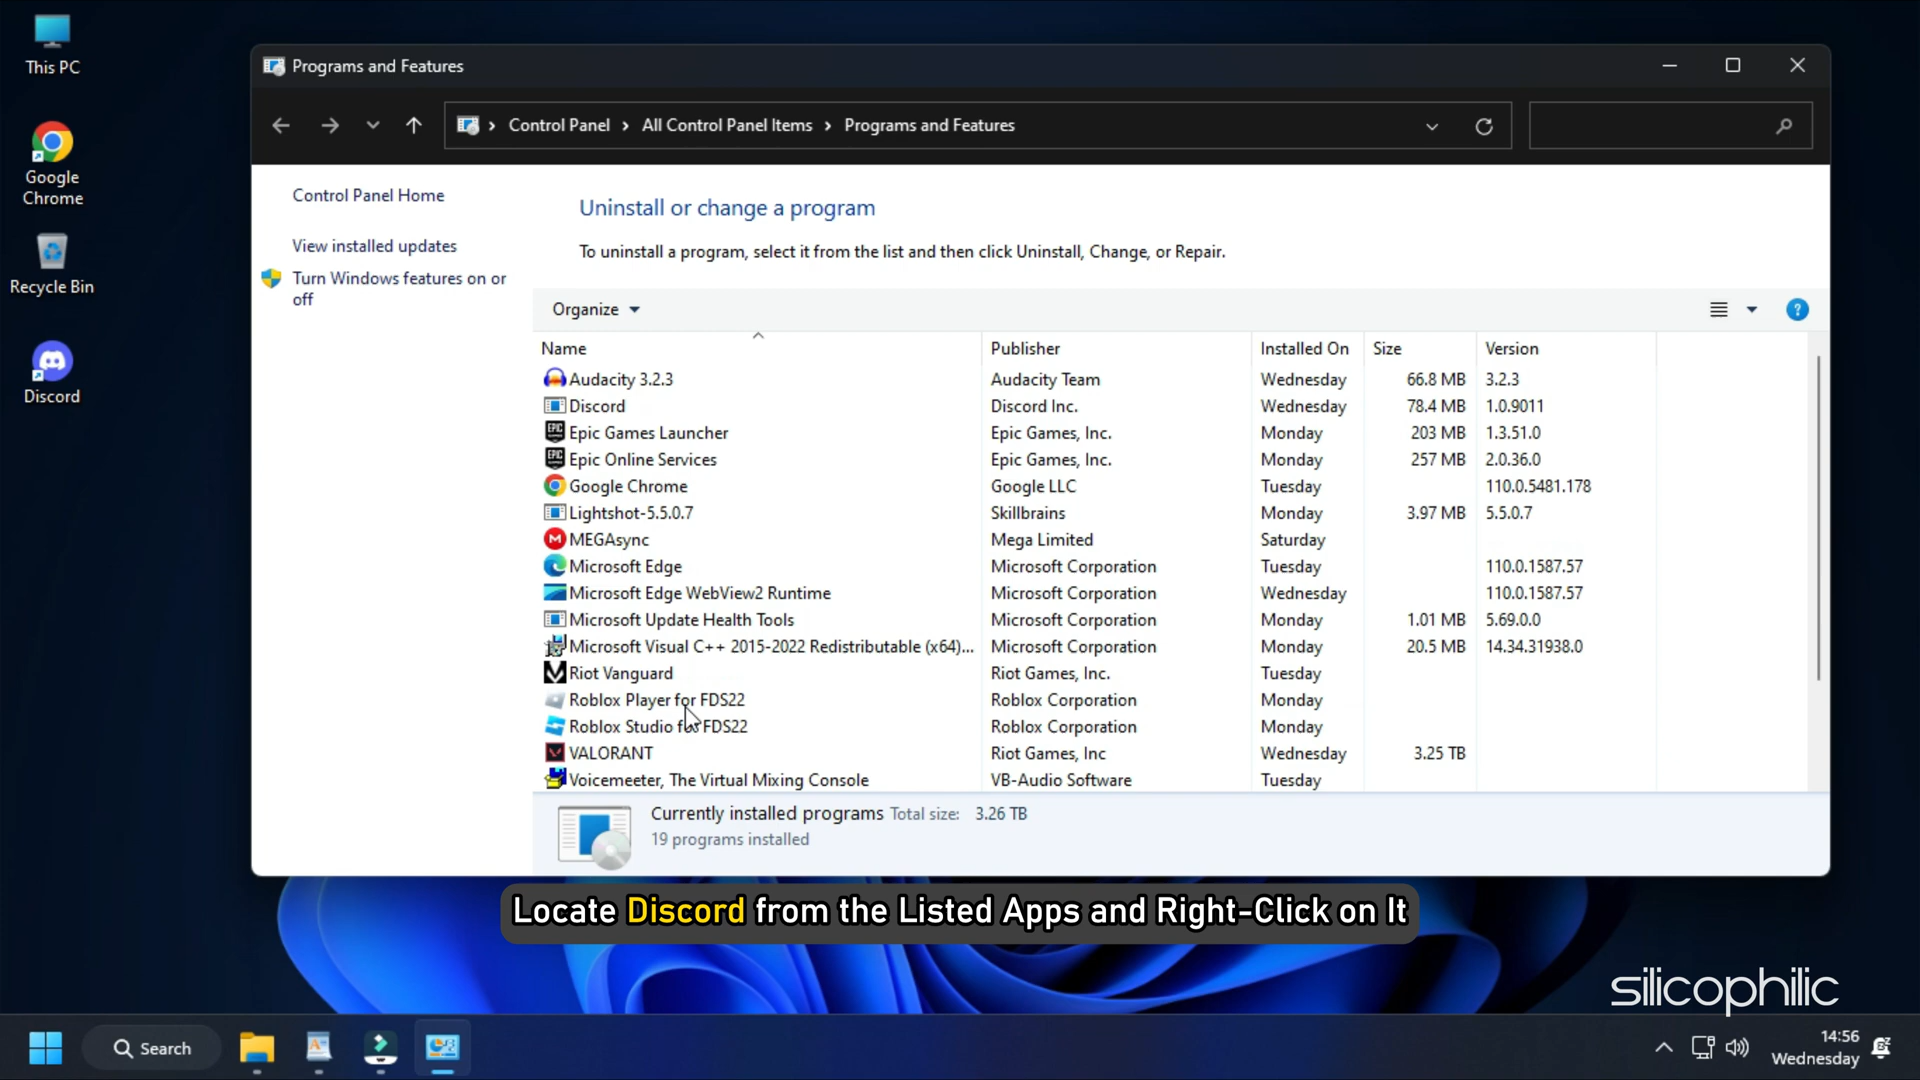 This PC
Google
Chrome
Recycle Bin
Discord
Programs and Features
Control Panel > All Control Panel Items > Programs and Features
Control Panel Home
View installed updates
Turn Windows features on or
off
Uninstall or change a program
To uninstall a program, select it from the list and then click Uninstall, Change, or Repair.
Organize
Name Publisher Installed On Size Version
Audacity 3.2.3 Audacity Team Wednesday 66.8 MB 3.2.3
Discord Discord Inc. Wednesday 78.4 MB 1.0.9011
Epic Games Launcher Epic Games, Inc. Monday 203 MB 1.3.51.0
Epic Online Services Epic Games, Inc. Monday 257 MB 2.0.36.0
Google Chrome Google LLC Tuesday 110.0.5481.178
Lightshot-5.5.0.7 Skillbrains Monday 3.97 MB 5.5.0.7
MEGAsync Mega Limited Saturday
Microsoft Edge Microsoft Corporation Tuesday 110.0.1587.57
Microsoft Edge WebView2 Runtime Microsoft Corporation Wednesday 110.0.1587.57
Microsoft Update Health Tools Microsoft Corporation Monday 1.01 MB 5.69.0.0
Microsoft Visual C++ 2015-2022 Redistributable (x64)... Microsoft Corporation Monday 20.5 MB 14.34.31938.0
Riot Vanguard Riot Games, Inc. Tuesday
Roblox Player for FDS22 Roblox Corporation Monday
Roblox Studio for FDS22 Roblox Corporation Monday
VALORANT Riot Games, Inc Wednesday 3.25 TB
Voicemeeter, The Virtual Mixing Console VB-Audio Software Tuesday
Currently installed programs Total size: 3.26 TB
19 programs installed
Locate Discord from the Listed Apps and Right-Click on It
silicophilic
Search
14:56
Wednesday